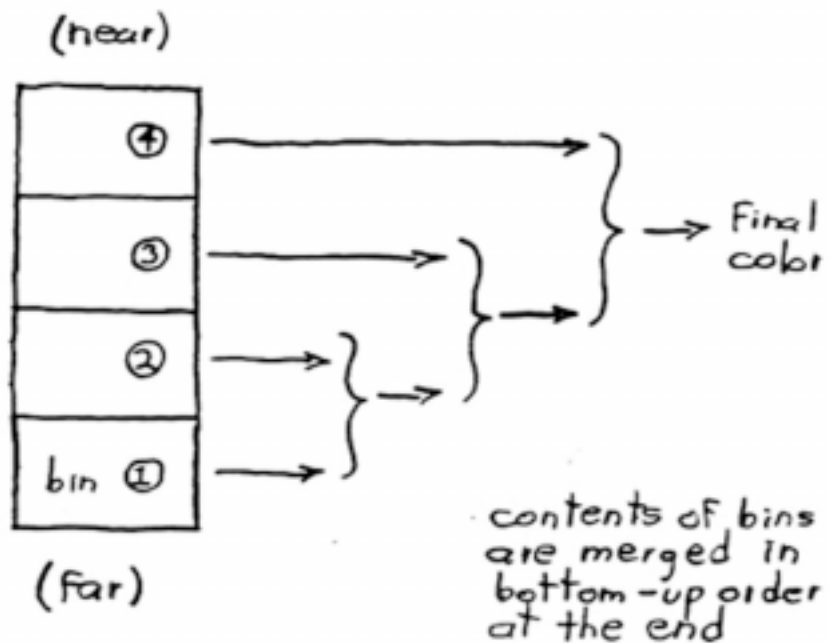 (near)
④
③
②
bin ①
(far)
Final
color
contents of bins
are merged in
bottom-up order
at the end